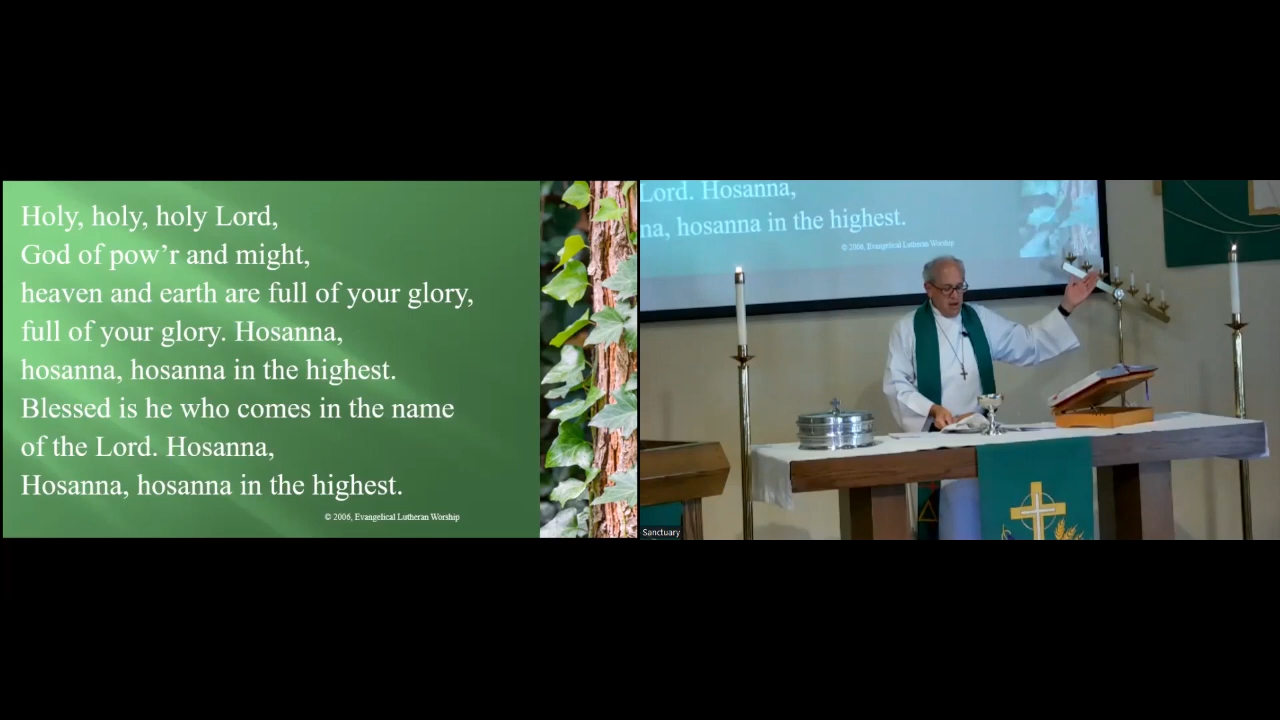 Holy, holy, holy Lord,
God of pow’r and might,
heaven and earth are full of your glory,
full of your glory. Hosanna,
hosanna, hosanna in the highest.
Blessed is he who comes in the name
of the Lord. Hosanna,
Hosanna, hosanna in the highest.
© 2006, Evangelical Lutheran Worship
Lord. Hosanna,
na, hosanna in the highest.
© 2006, Evangelical Lutheran Worship
Sanctuary